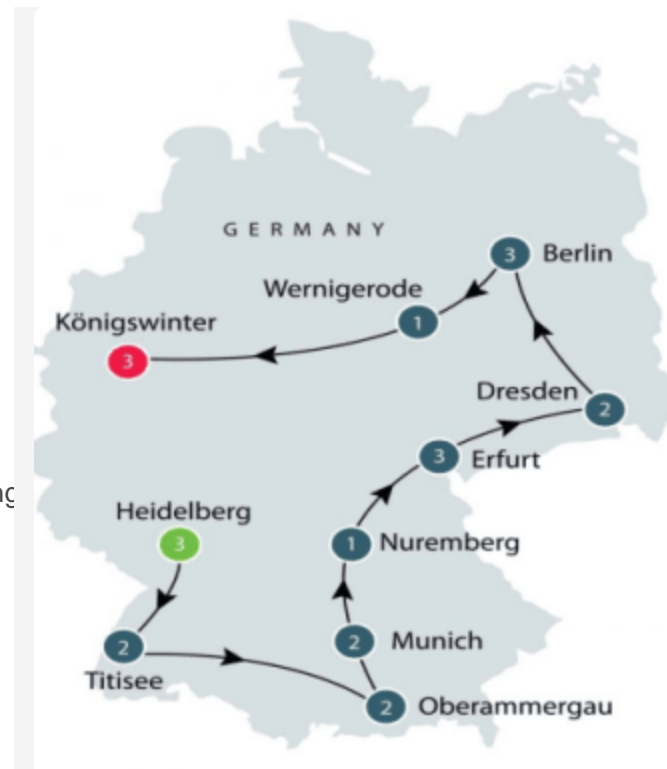 GERMANY
3 Berlin
Wernigerode
1
Königswinter
3
Dresden
2
3 Erfurt
Heidelberg
3
1 Nuremberg
2 Munich
2
Titisee
2 Oberammergau